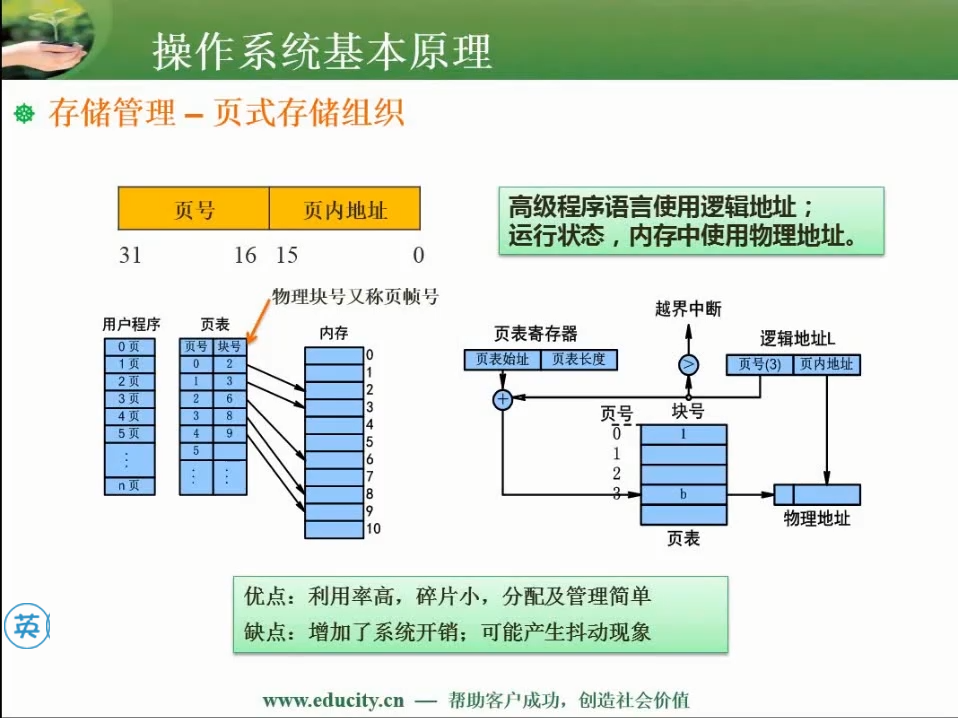 操作系统基本原理
存储管理 – 页式存储组织
页号 页内地址
31 16 15 0
高级程序语言使用逻辑地址；
运行状态，内存中使用物理地址。
物理块号又称页帧号
用户程序
0页
1页
2页
3页
4页
5页
⋮
n页
页表
页号 块号
0 2
1 3
2 6
3 8
4 9
5
⋮ ⋮
内存
0
1
2
3
4
5
6
7
8
9
10
越界中断
页表寄存器
页表始址 页表长度
逻辑地址L
页号(3) 页内地址
>
+
页号 块号
0 1
1
2
3 b
页表
物理地址
优点：利用率高，碎片小，分配及管理简单
缺点：增加了系统开销；可能产生抖动现象
英
www.educity.cn — 帮助客户成功，创造社会价值